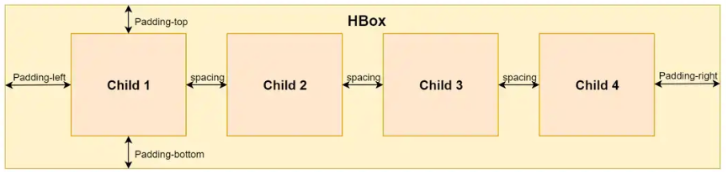 Padding-top
HBox
Padding-left
Child 1
spacing
Child 2
spacing
Child 3
spacing
Child 4
Padding-right
Padding-bottom